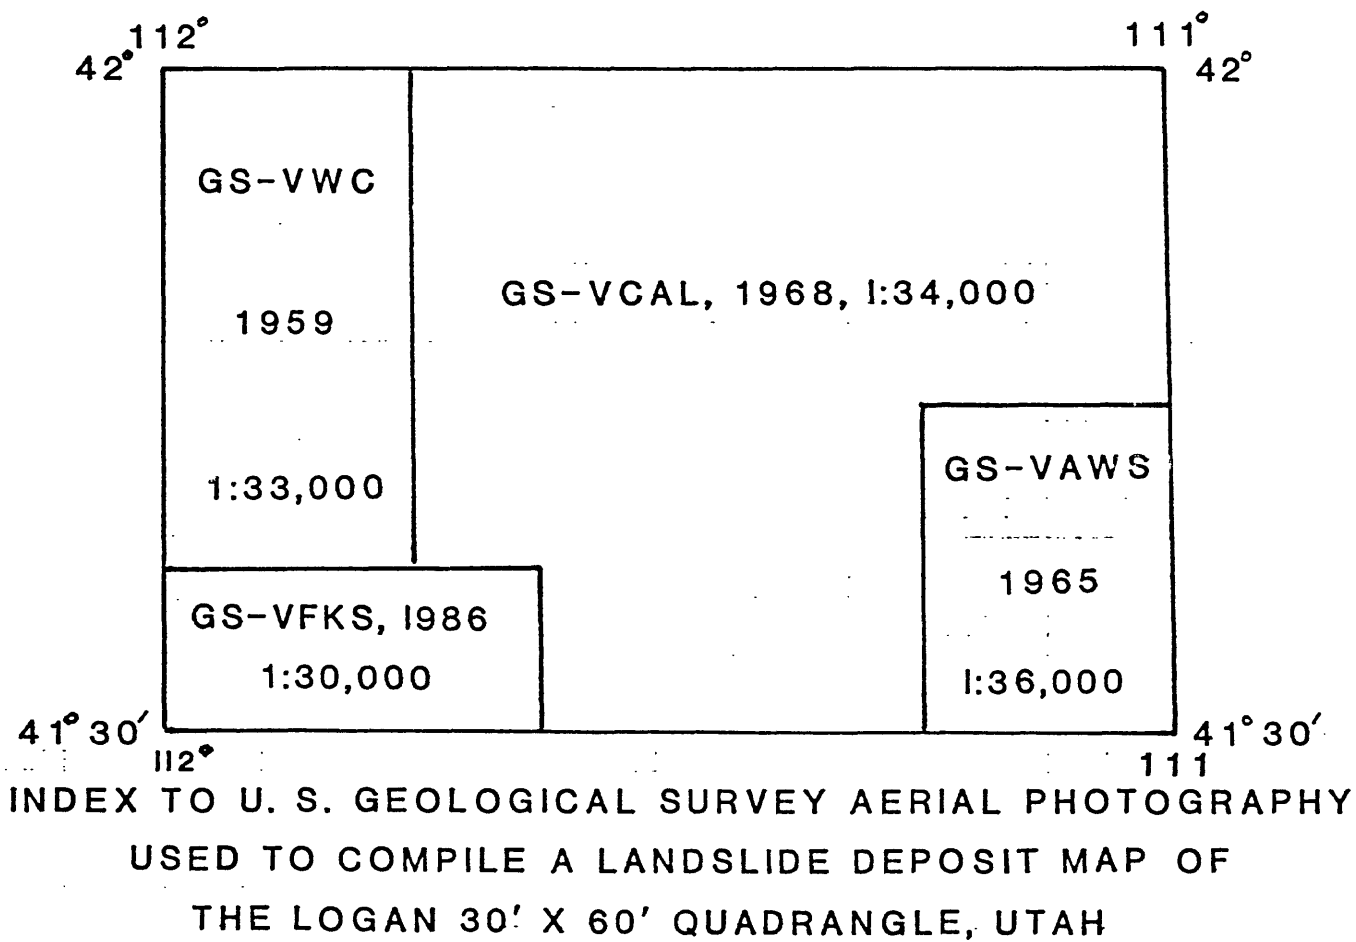 112°
111°
42°
42°
GS-VWC
1959
1:33,000
GS-VCAL, 1968, 1:34,000
GS-VAWS
1965
1:36,000
GS-VFKS, 1986
1:30,000
41° 30′
41° 30′
112°
111
INDEX TO U. S. GEOLOGICAL SURVEY AERIAL PHOTOGRAPHY
USED TO COMPILE A LANDSLIDE DEPOSIT MAP OF
THE LOGAN 30′ X 60′ QUADRANGLE, UTAH